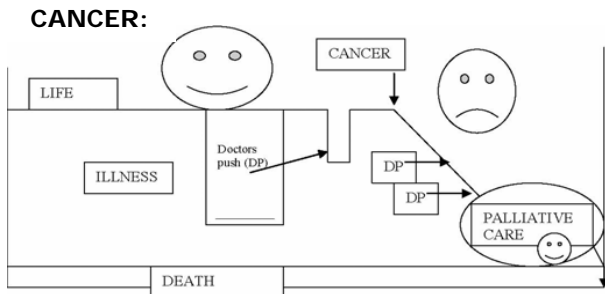 CANCER:
CANCER
LIFE
Doctors
push (DP)
DP
ILLNESS
DP
PALLIATIVE
CARE
DEATH